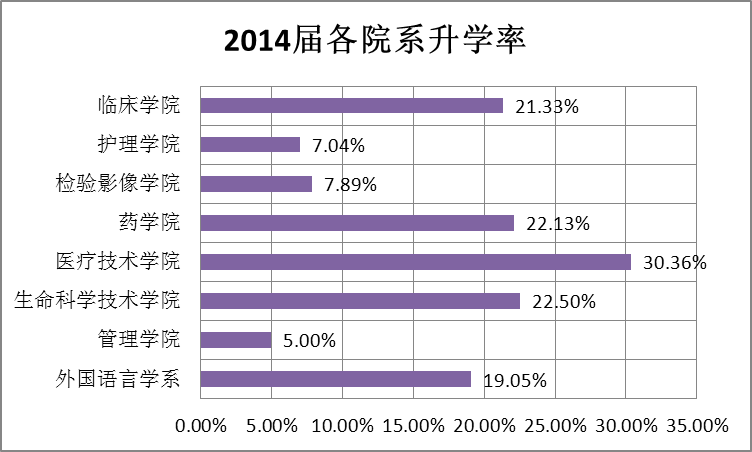 2014届各院系升学率
临床学院 21.33%
护理学院 7.04%
检验影像学院 7.89%
药学院 22.13%
医疗技术学院 30.36%
生命科学技术学院 22.50%
管理学院 5.00%
外国语言学系 19.05%
0.00% 5.00% 10.00% 15.00% 20.00% 25.00% 30.00% 35.00%